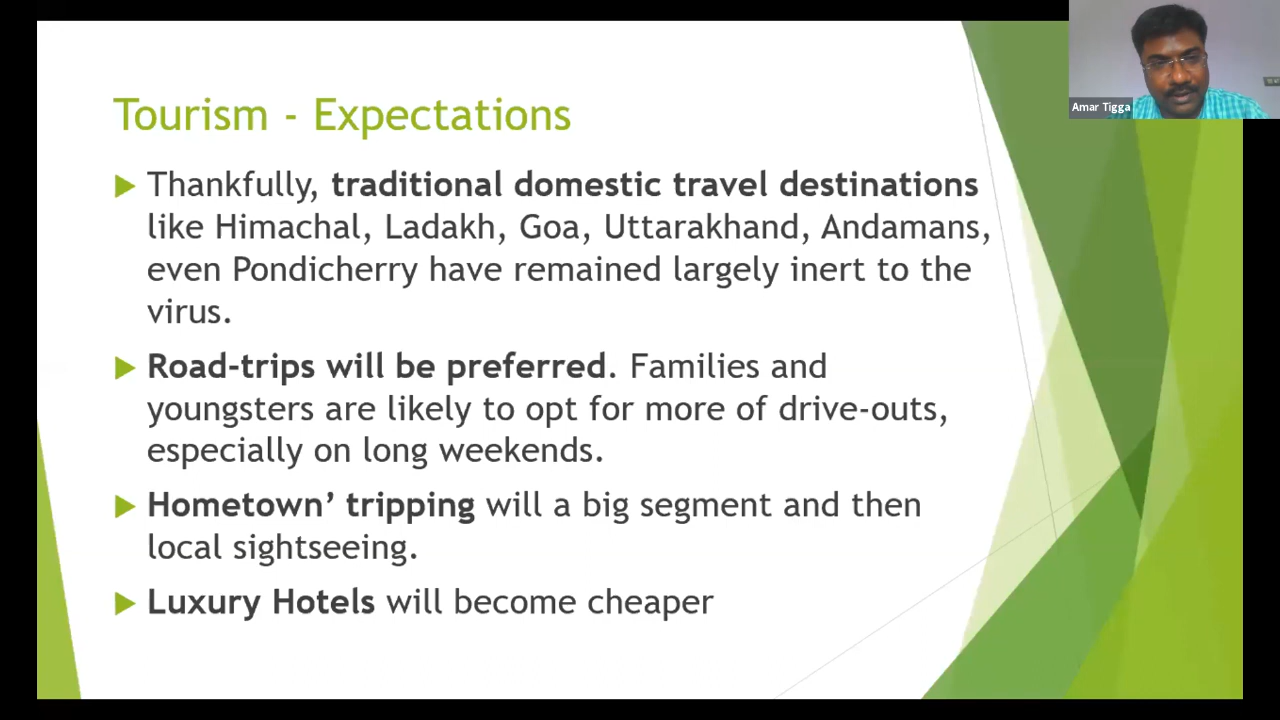 Tourism - Expectations
Thankfully, traditional domestic travel destinations
like Himachal, Ladakh, Goa, Uttarakhand, Andamans,
even Pondicherry have remained largely inert to the
virus.
Road-trips will be preferred. Families and
youngsters are likely to opt for more of drive-outs,
especially on long weekends.
Hometown’ tripping will a big segment and then
local sightseeing.
Luxury Hotels will become cheaper
Amar Tigga